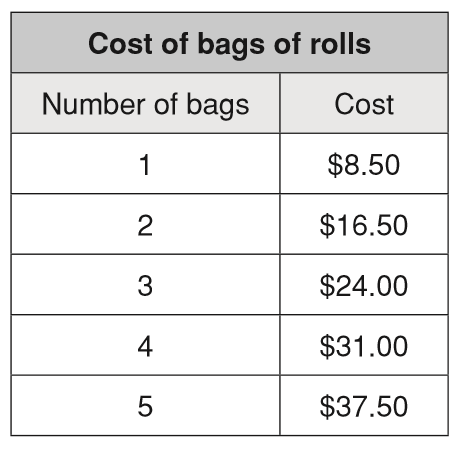 Cost of bags of rolls
Number of bags Cost
1 $8.50
2 $16.50
3 $24.00
4 $31.00
5 $37.50